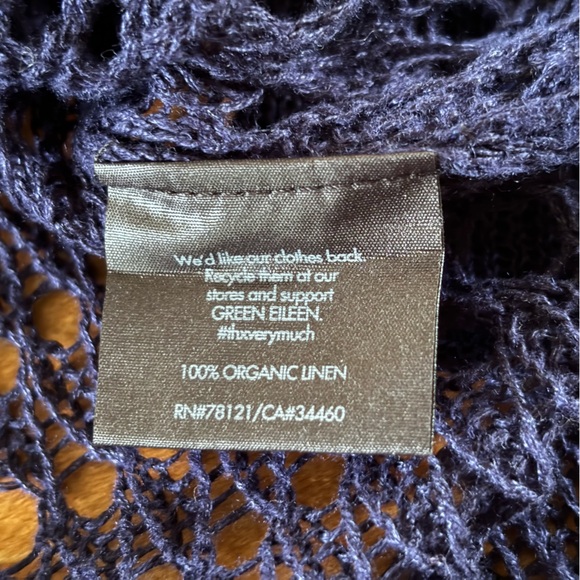 We'd like our clothes back.
Recycle them at our
stores and support
GREEN EILEEN.
#thxverymuch
100% ORGANIC LINEN
RN#78121/CA#34460